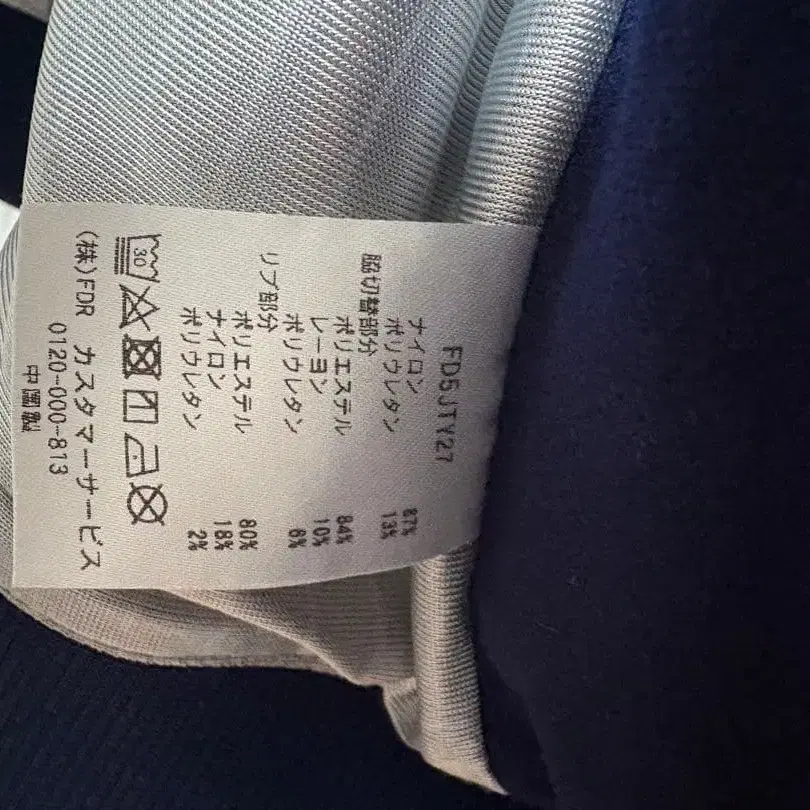 FD5JTY27
ナイロン 87%
ポリウレタン 13%
脇切替部分
ポリエステル 84%
レーヨン 10%
ポリウレタン 6%
リブ部分
ポリエステル 80%
ナイロン 18%
ポリウレタン 2%
30
(株)FDR カスタマーサービス
0120-000-813
中国製